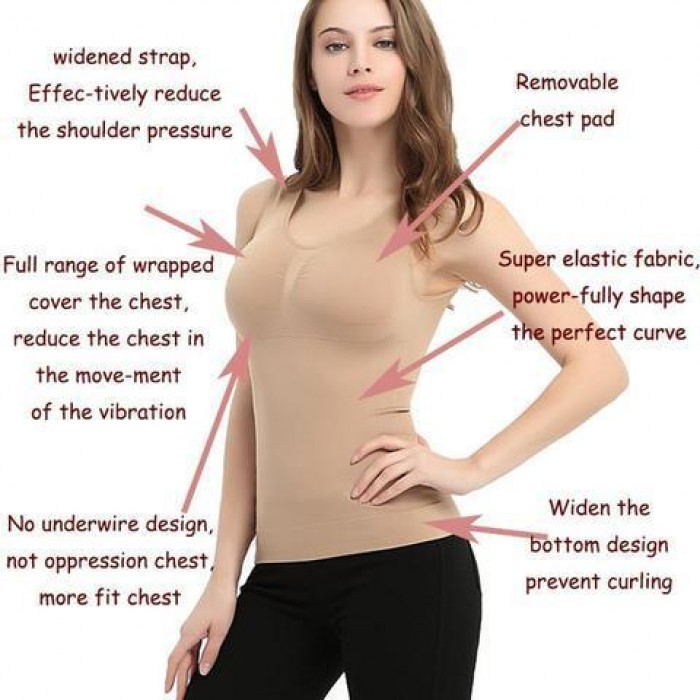 widened strap,
Effec-tively reduce
the shoulder pressure
Removable
chest pad
Full range of wrapped
cover the chest,
reduce the chest in
the move-ment
of the vibration
Super elastic fabric,
power-fully shape
the perfect curve
No underwire design,
not oppression chest,
more fit chest
Widen the
bottom design
prevent curling